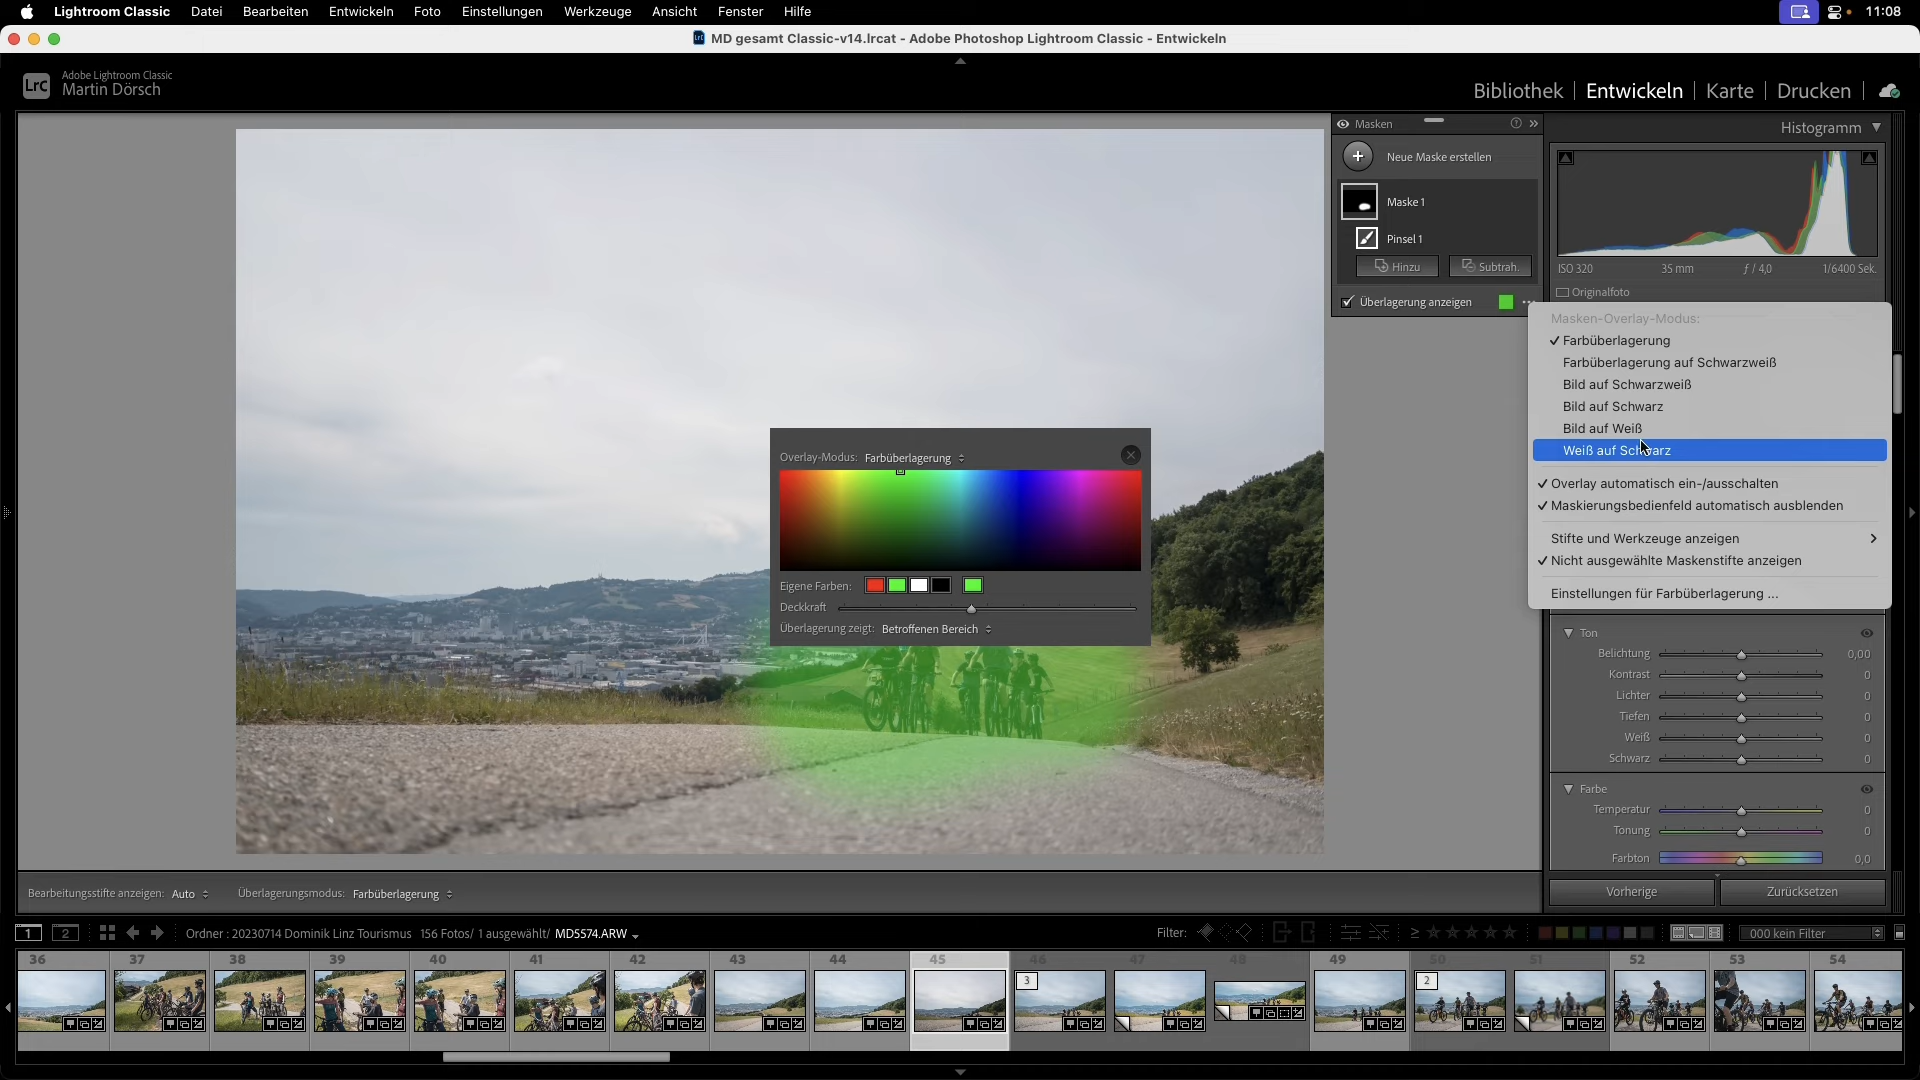 Lightroom Classic Datei Bearbeiten Entwickeln Foto Einstellungen Werkzeuge Ansicht Fenster Hilfe 11:08
Lrc MD gesamt Classic-v14.lrcat - Adobe Photoshop Lightroom Classic - Entwickeln
LrC
Adobe Lightroom Classic
Martin Dörsch
Bibliothek | Entwickeln | Karte | Drucken |
Masken
Histogramm
Neue Maske erstellen
Maske 1
Pinsel 1
Hinzu Subtrah.
ISO 320 35 mm ƒ / 4,0 1/6400 Sek.
Originalfoto
Überlagerung anzeigen
Masken-Overlay-Modus:
Farbüberlagerung
Farbüberlagerung auf Schwarzweiß
Bild auf Schwarzweiß
Bild auf Schwarz
Bild auf Weiß
Weiß auf Schwarz
Overlay automatisch ein-/ausschalten
Maskierungsbedienfeld automatisch ausblenden
Stifte und Werkzeuge anzeigen
Nicht ausgewählte Maskenstifte anzeigen
Einstellungen für Farbüberlagerung ...
Overlay-Modus: Farbüberlagerung
Eigene Farben:
Deckkraft
Überlagerung zeigt: Betroffenen Bereich
Ton
Belichtung 0,00
Kontrast 0
Lichter 0
Tiefen 0
Weiß 0
Schwarz 0
Farbe
Temperatur 0
Tonung 0
Farbton 0,0
Vorherige Zurücksetzen
Bearbeitungsstifte anzeigen: Auto Überlagerungsmodus: Farbüberlagerung
1 2 Ordner : 20230714 Dominik Linz Tourismus 156 Fotos/ 1 ausgewählt/ MDS574.ARW Filter: ≥ 000 kein Filter
36 37 38 39 40 41 42 43 44 45 46 47 48 49 50 51 52 53 54
3 2